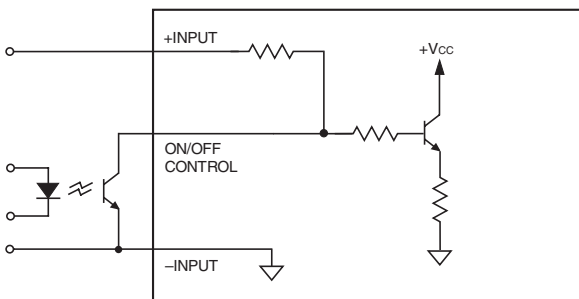 +INPUT
+Vcc
ON/OFF
CONTROL
–INPUT